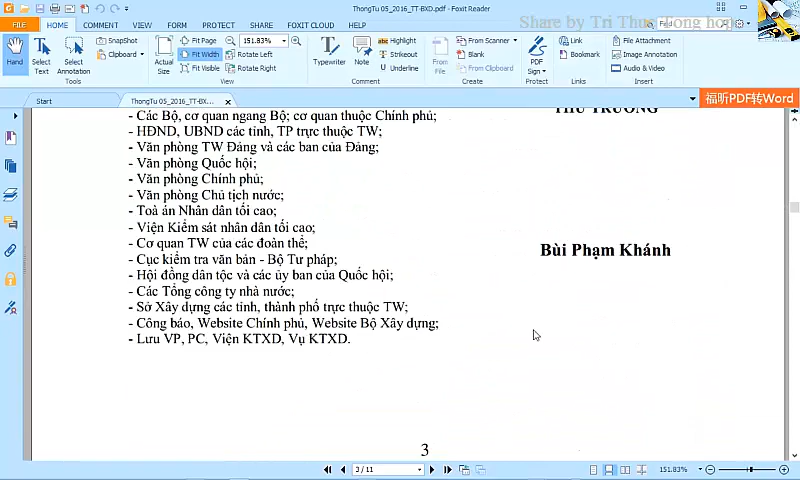 ThongTu 05_2016_TT-BXD.pdf - Foxit Reader
Share by Tri Thuc Cong hong
FILE HOME COMMENT VIEW FORM PROTECT SHARE FOXIT CLOUD HELP
Find
Hand
Select Text
Select Annotation
SnapShot
Clipboard
Tools
Actual Size
Fit Page
Fit Width
Fit Visible
151.83%
Rotate Left
Rotate Right
View
Typewriter
Note
Highlight
Strikeout
Underline
Comment
From File
From Scanner
Blank
From Clipboard
Create
PDF Sign
Protect
Link
Bookmark
Links
File Attachment
Image Annotation
Audio & Video
Insert
Start
ThongTu 05_2016_TT-BX...
福昕PDF转Word
THỨ TRƯỞNG
- Các Bộ, cơ quan ngang Bộ; cơ quan thuộc Chính phủ;
- HĐND, UBND các tỉnh, TP trực thuộc TW;
- Văn phòng TW Đảng và các ban của Đảng;
- Văn phòng Quốc hội;
- Văn phòng Chính phủ;
- Văn phòng Chủ tịch nước;
- Toà án Nhân dân tối cao;
- Viện Kiểm sát nhân dân tối cao;
- Cơ quan TW của các đoàn thể;
Bùi Phạm Khánh
- Cục kiểm tra văn bản - Bộ Tư pháp;
- Hội đồng dân tộc và các ủy ban của Quốc hội;
- Các Tổng công ty nhà nước;
- Sở Xây dựng các tỉnh, thành phố trực thuộc TW;
- Công báo, Website Chính phủ, Website Bộ Xây dựng;
- Lưu VP, PC, Viện KTXD, Vụ KTXD.
3
3 / 11
151.83%